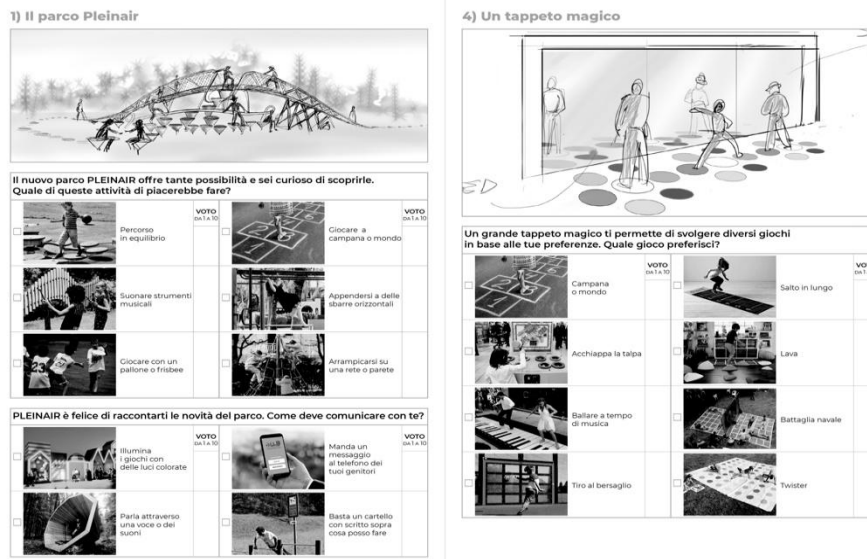 1) Il parco Pleinair
Il nuovo parco PLEINAIR offre tante possibilità e sei curioso di scoprirle.
Quale di queste attività di piacerebbe fare?
VOTO
DA 1 A 10
VOTO
DA 1 A 10
Percorso
in equilibrio
Giocare a
campana o mondo
Suonare strumenti
musicali
Appendersi a delle
sbarre orizzontali
Giocare con un
pallone o frisbee
Arrampicarsi su
una rete o parete
PLEINAIR è felice di raccontarti le novità del parco. Come deve comunicare con te?
VOTO
DA 1 A 10
VOTO
DA 1 A 10
Illumina
i giochi con
delle luci colorate
Manda un
messaggio
al telefono dei
tuoi genitori
Parla attraverso
una voce o dei
suoni
Basta un cartello
con scritto sopra
cosa posso fare
4) Un tappeto magico
Un grande tappeto magico ti permette di svolgere diversi giochi
in base alle tue preferenze. Quale gioco preferisci?
VOTO
DA 1 A 10
VO
DA 1
Campana
o mondo
Salto in lungo
Acchiappa la talpa
Lava
Ballare a tempo
di musica
Battaglia navale
Tiro al bersaglio
Twister